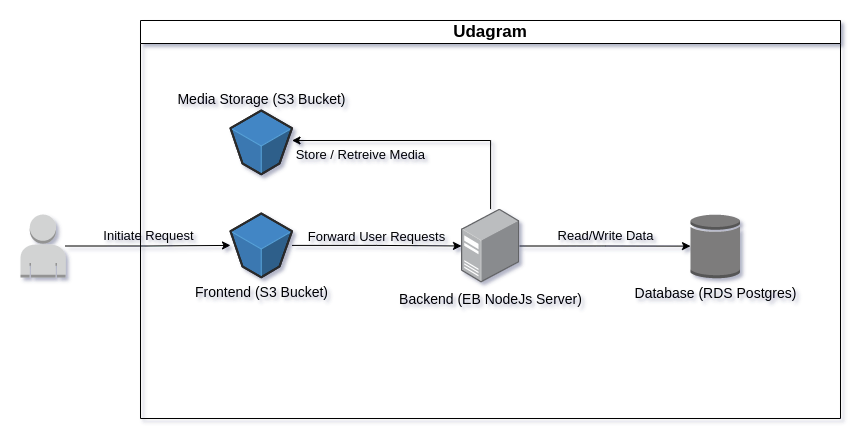 Udagram
Media Storage (S3 Bucket)
Store / Retreive Media
Initiate Request
Forward User Requests
Read/Write Data
Frontend (S3 Bucket)
Backend (EB NodeJs Server)
Database (RDS Postgres)